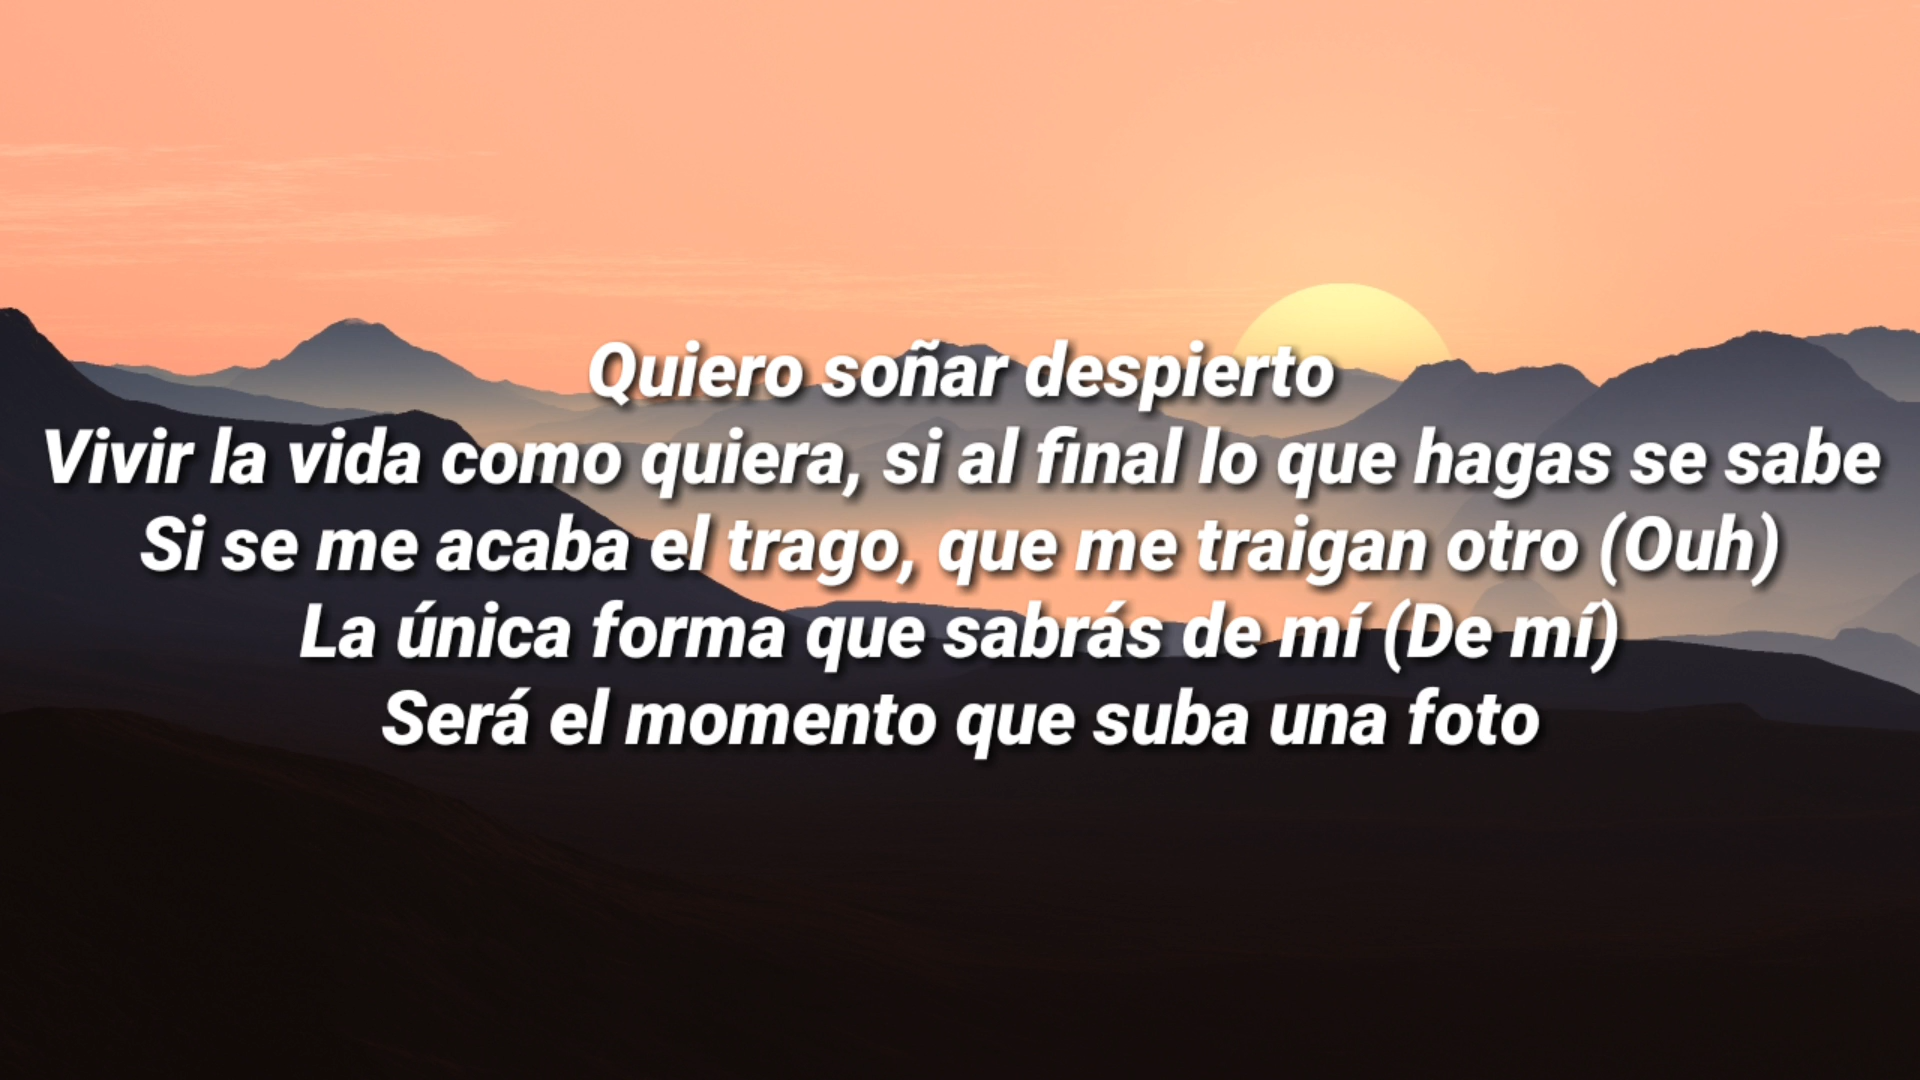 Quiero soñar despierto
Vivir la vida como quiera, si al final lo que hagas se sabe
Si se me acaba el trago, que me traigan otro (Ouh)
La única forma que sabrás de mí (De mí)
Será el momento que suba una foto